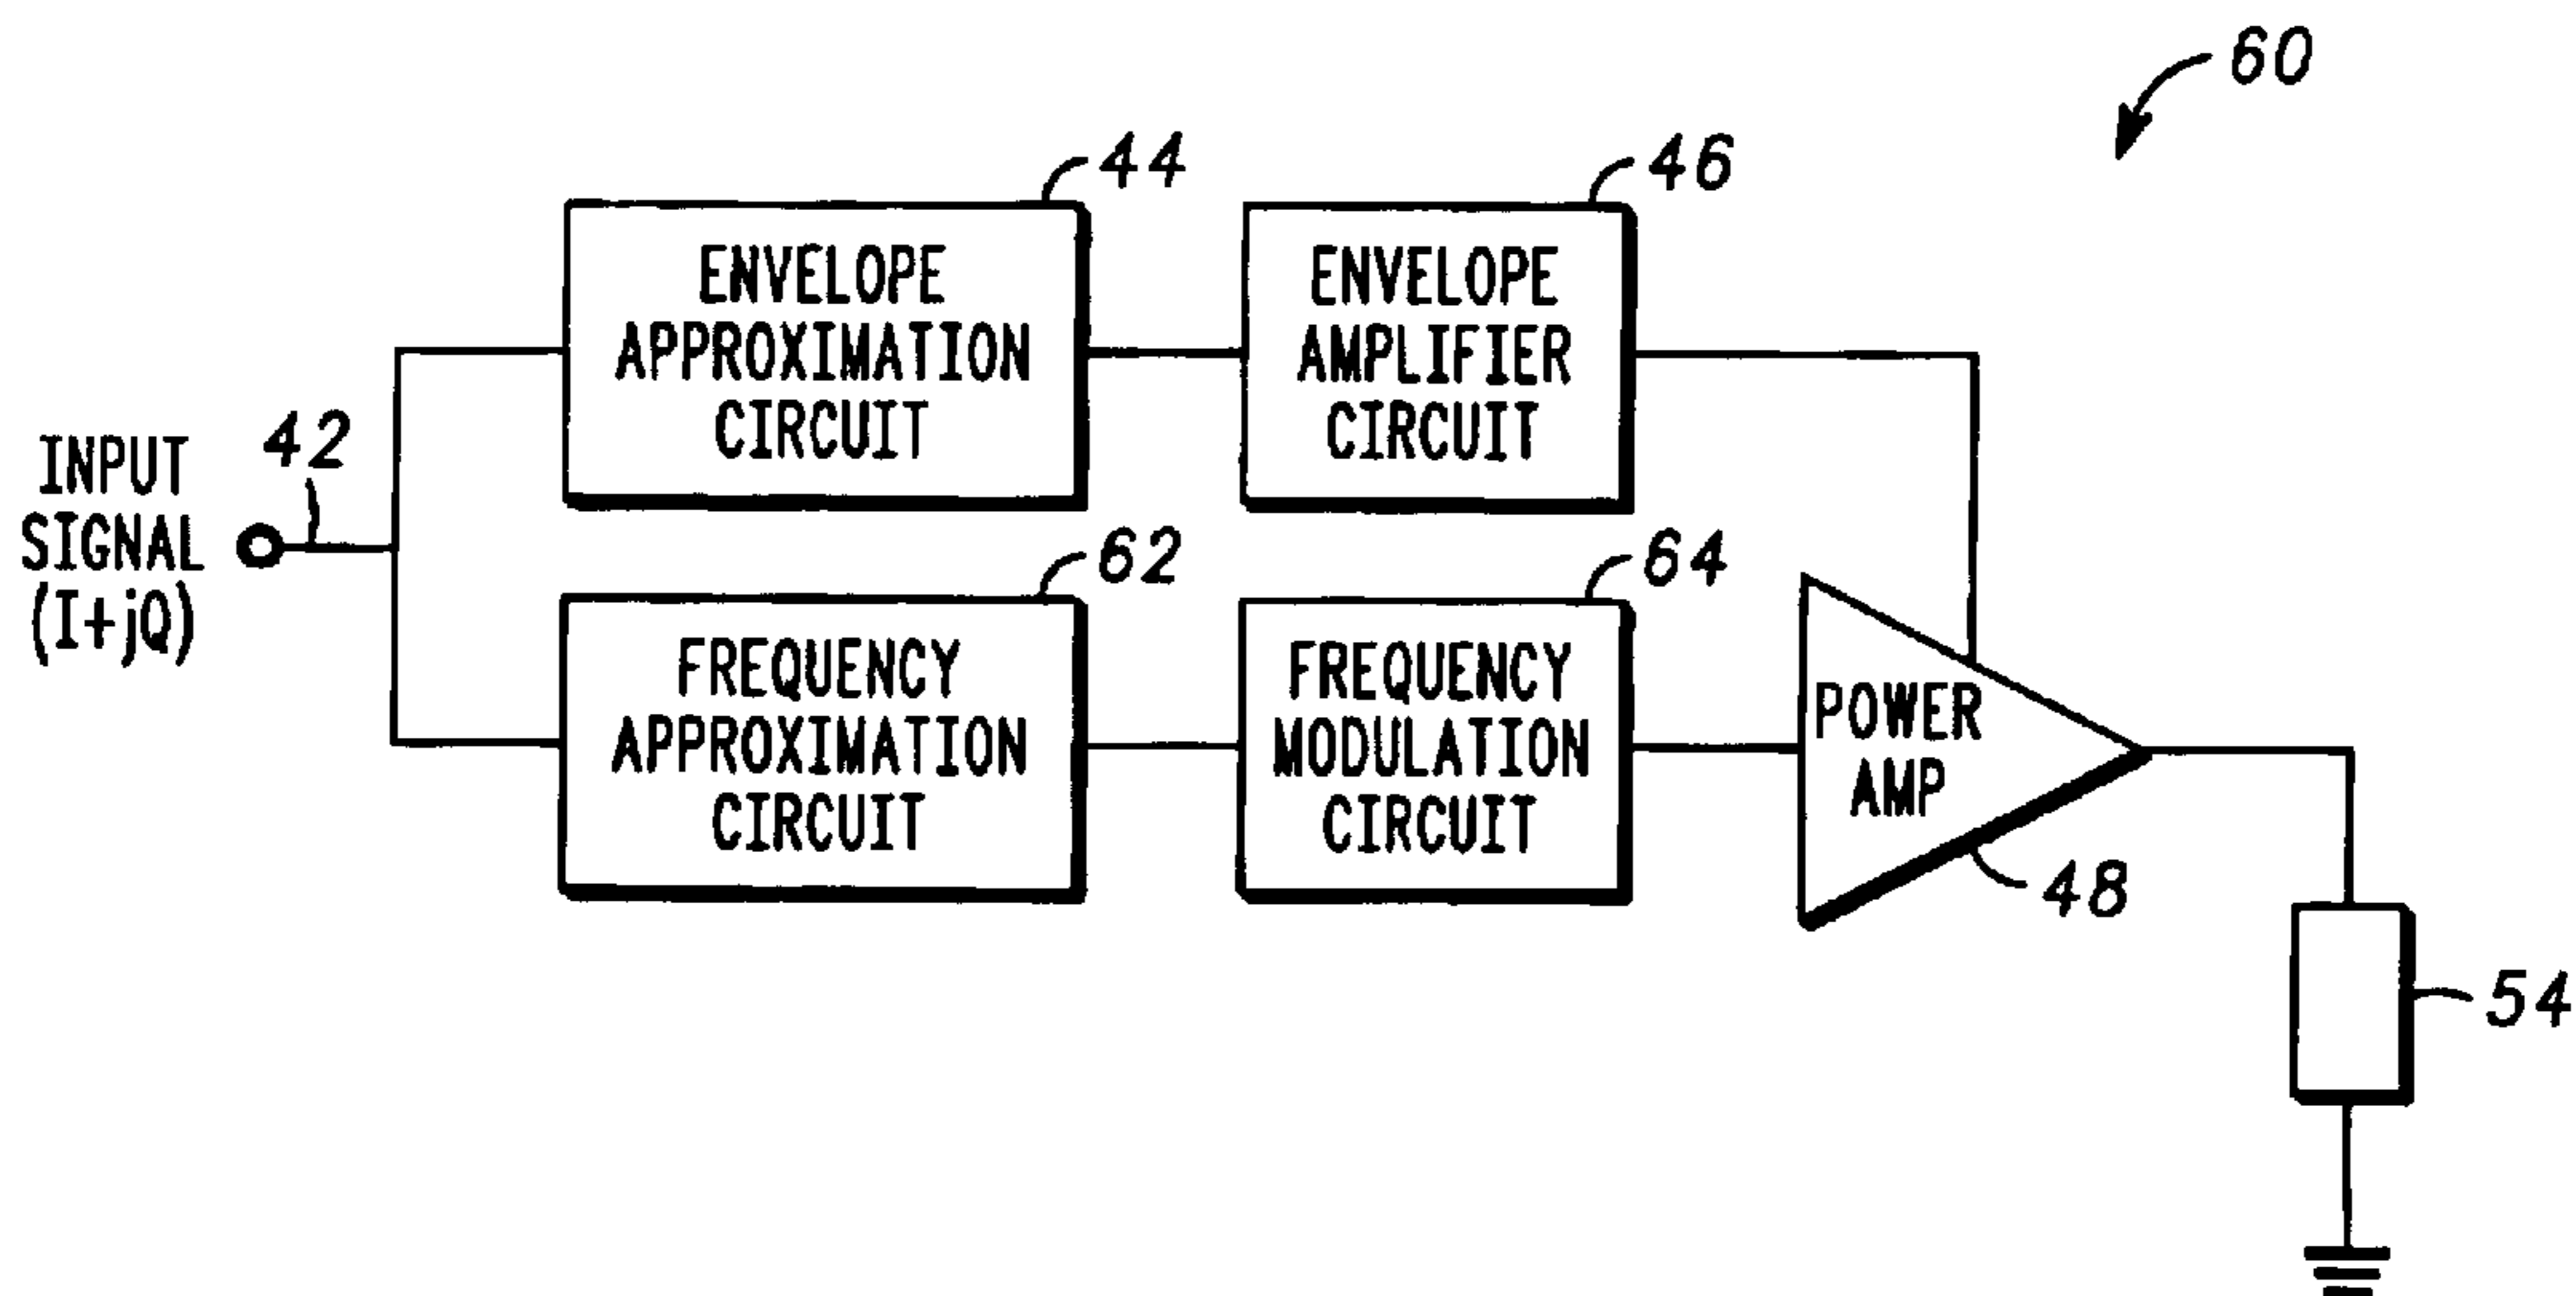 60
44
46
ENVELOPE
APPROXIMATION
CIRCUIT
ENVELOPE
AMPLIFIER
CIRCUIT
INPUT
SIGNAL
(I+jQ)
42
62
64
FREQUENCY
APPROXIMATION
CIRCUIT
FREQUENCY
MODULATION
CIRCUIT
POWER
AMP
48
54